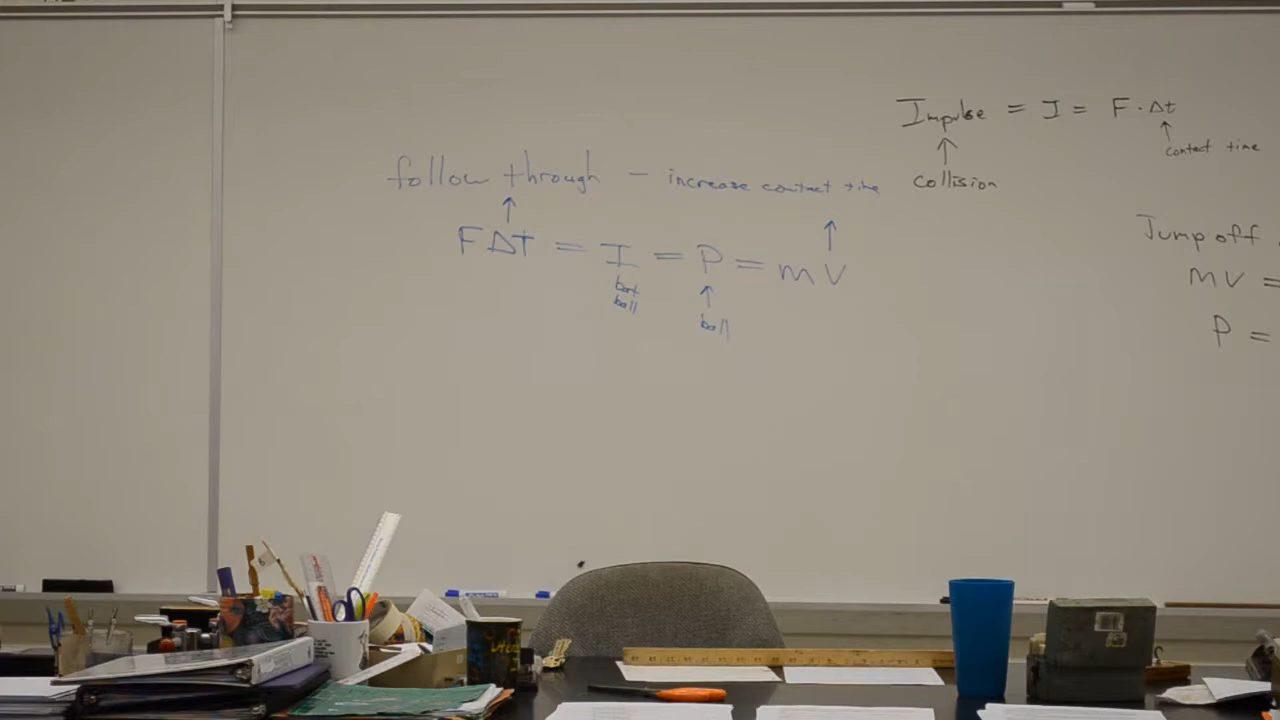 Impulse = I = F · Δt
contact time
collision
follow through - increase contact time
FΔT = I = P = mV
bat
ball
ball
Jump off
MV =
P =